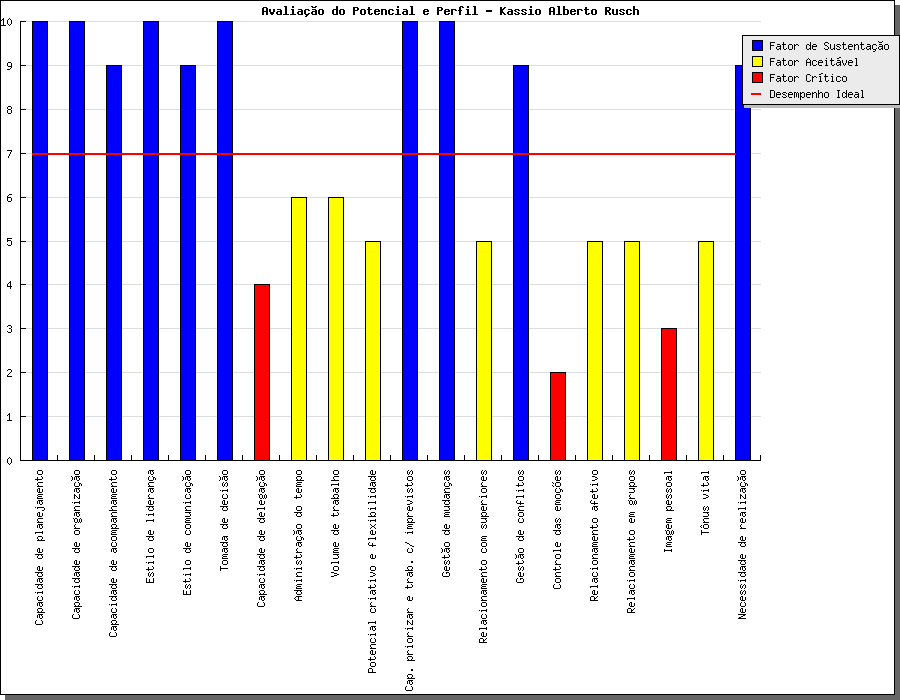 Avaliação do Potencial e Perfil - Kassio Alberto Rusch
10
9
8
7
6
5
4
3
2
1
0
Fator de Sustentação
Fator Aceitável
Fator Crítico
Desempenho Ideal
Capacidade de planejamento
Capacidade de organização
Capacidade de acompanhamento
Estilo de liderança
Estilo de comunicação
Tomada de decisão
Capacidade de delegação
Administração do tempo
Volume de trabalho
Potencial criativo e flexibilidade
Cap. priorizar e trab. c/ imprevistos
Gestão de mudanças
Relacionamento com superiores
Gestão de conflitos
Controle das emoções
Relacionamento afetivo
Relacionamento em grupos
Imagem pessoal
Tônus vital
Necessidade de realização